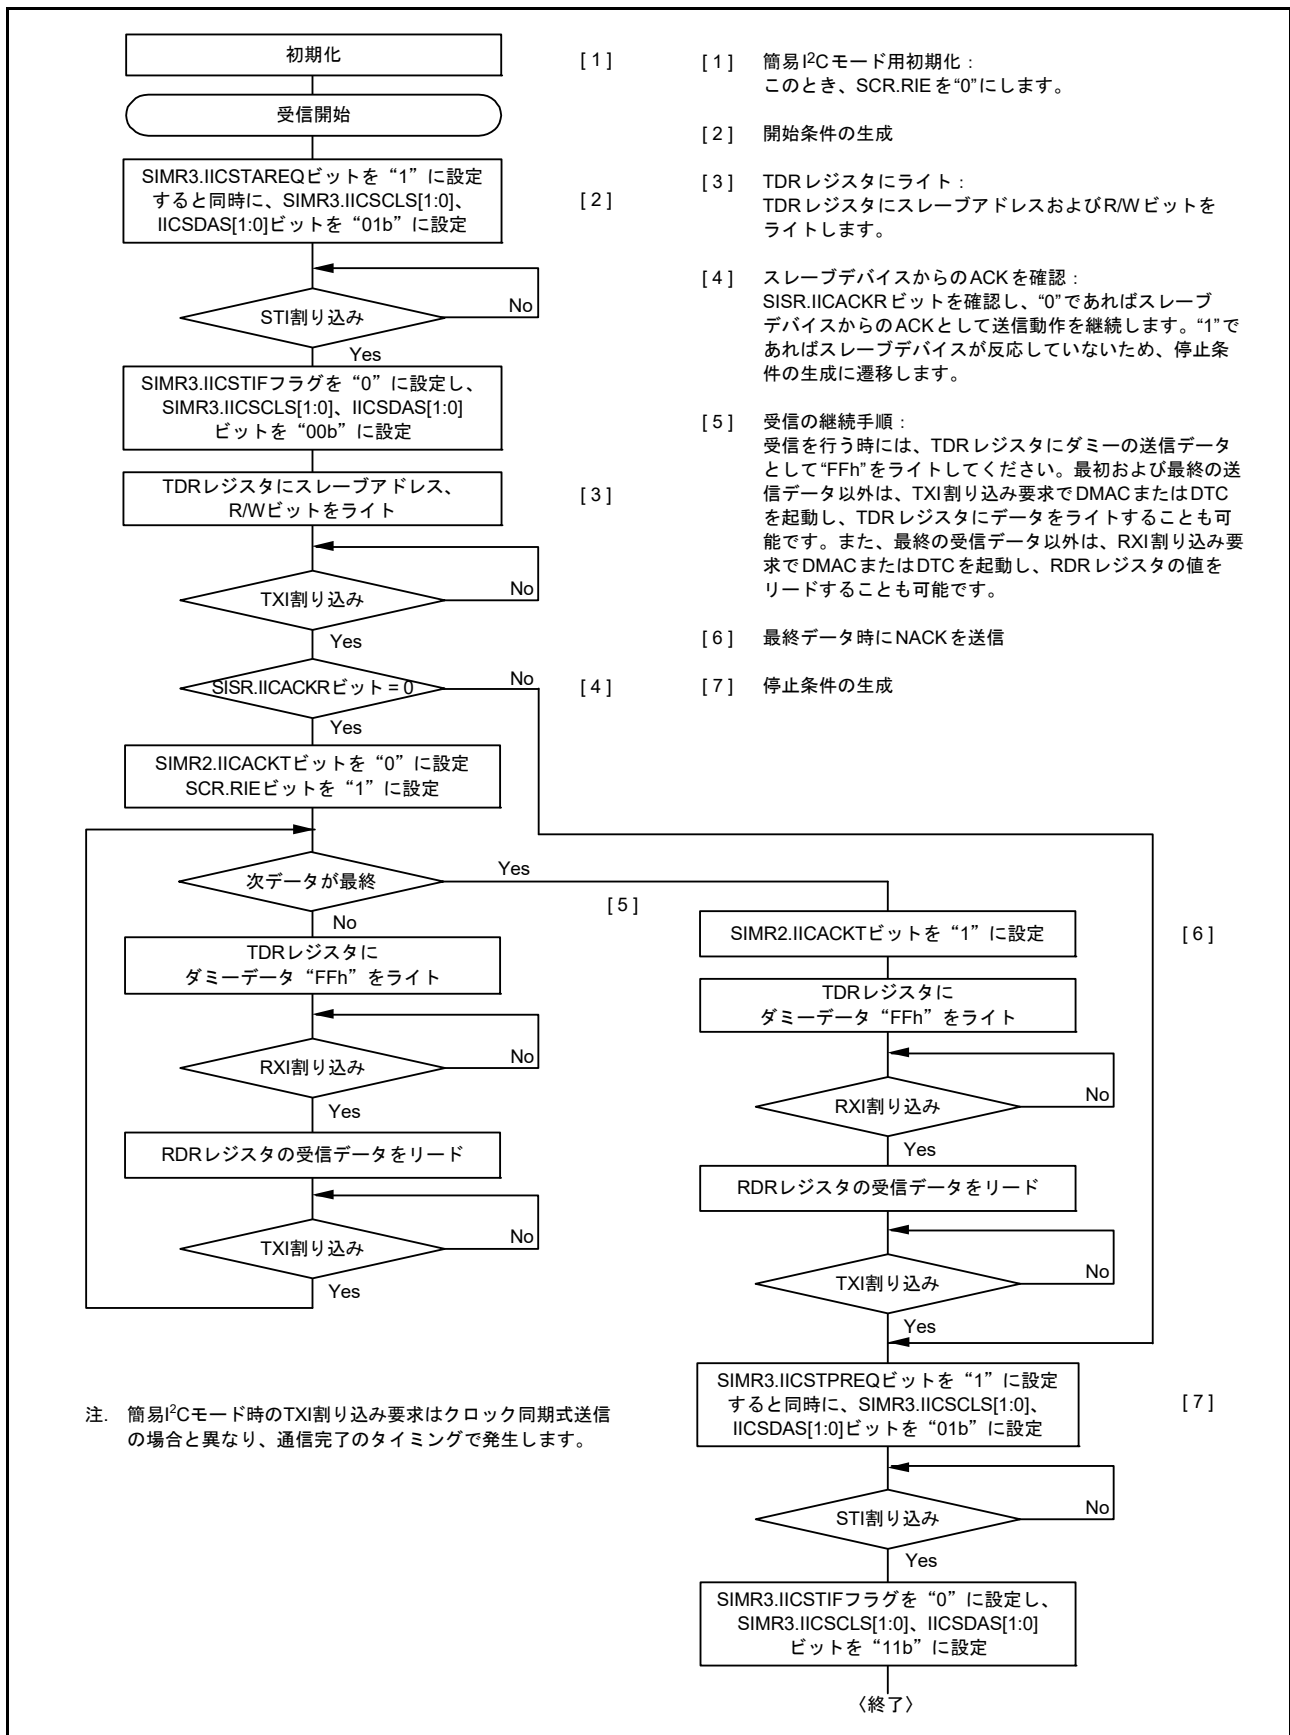 初期化
[ 1 ]
受信開始
SIMR3.IICSTAREQビットを“1”に設定
すると同時に、SIMR3.IICSCLS[1:0]、
IICSDAS[1:0]ビットを“01b”に設定
[ 2 ]
STI割り込み
No
Yes
SIMR3.IICSTIFフラグを“0”に設定し、
SIMR3.IICSCLS[1:0]、IICSDAS[1:0]
ビットを“00b”に設定
TDRレジスタにスレーブアドレス、
R/Wビットをライト
[ 3 ]
TXI割り込み
No
Yes
SISR.IICACKRビット = 0
No
[ 4 ]
Yes
SIMR2.IICACKTビットを“0”に設定
SCR.RIEビットを“1”に設定
次データが最終
Yes
[ 5 ]
No
TDRレジスタに
ダミーデータ“FFh”をライト
RXI割り込み
No
Yes
RDRレジスタの受信データをリード
TXI割り込み
No
Yes
[ 1 ] 簡易I²Cモード用初期化：
このとき、SCR.RIEを“0”にします。
[ 2 ] 開始条件の生成
[ 3 ] TDRレジスタにライト：
TDRレジスタにスレーブアドレスおよびR/Wビットを
ライトします。
[ 4 ] スレーブデバイスからのACKを確認：
SISR.IICACKRビットを確認し、“0”であればスレーブ
デバイスからのACKとして送信動作を継続します。“1”で
あればスレーブデバイスが反応していないため、停止条
件の生成に遷移します。
[ 5 ] 受信の継続手順：
受信を行う時には、TDRレジスタにダミーの送信データ
として“FFh”をライトしてください。最初および最終の送
信データ以外は、TXI割り込み要求でDMACまたはDTC
を起動し、TDRレジスタにデータをライトすることも可
能です。また、最終の受信データ以外は、RXI割り込み要
求でDMACまたはDTCを起動し、RDRレジスタの値を
リードすることも可能です。
[ 6 ] 最終データ時にNACKを送信
[ 7 ] 停止条件の生成
SIMR2.IICACKTビットを“1”に設定
[ 6 ]
TDRレジスタに
ダミーデータ“FFh”をライト
RXI割り込み
No
Yes
RDRレジスタの受信データをリード
TXI割り込み
No
Yes
SIMR3.IICSTPREQビットを“1”に設定
すると同時に、SIMR3.IICSCLS[1:0]、
IICSDAS[1:0]ビットを“01b”に設定
[ 7 ]
STI割り込み
No
Yes
SIMR3.IICSTIFフラグを“0”に設定し、
SIMR3.IICSCLS[1:0]、IICSDAS[1:0]
ビットを“11b”に設定
〈終了〉
注. 簡易I²Cモード時のTXI割り込み要求はクロック同期式送信
の場合と異なり、通信完了のタイミングで発生します。